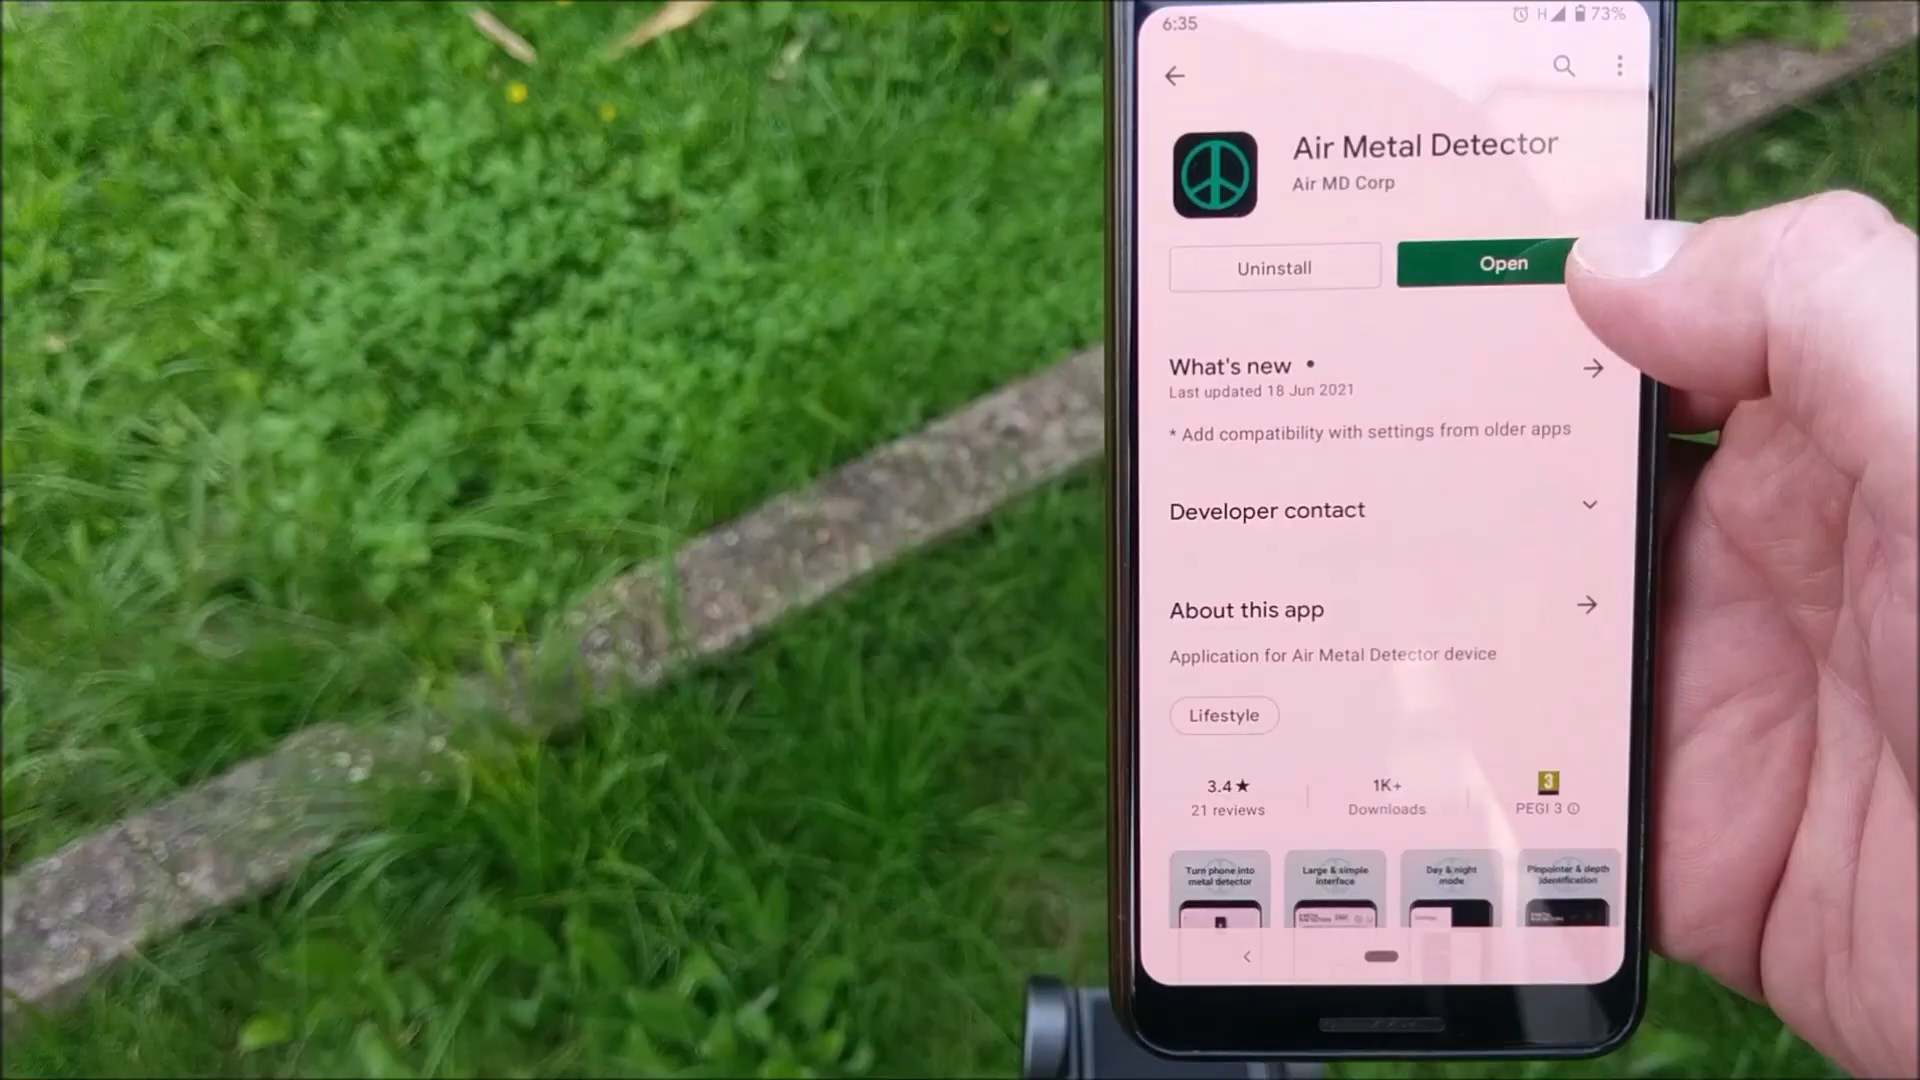 6:35
H 73%
Air Metal Detector
Air MD Corp
Uninstall
Open
What's new •
Last updated 18 Jun 2021
* Add compatibility with settings from older apps
Developer contact
About this app
Application for Air Metal Detector device
Lifestyle
3.4★
21 reviews
1K+
Downloads
3
PEGI 3
Turn phone into
metal detector
Large & simple
interface
Day & night
mode
Pinpointer & depth
identification